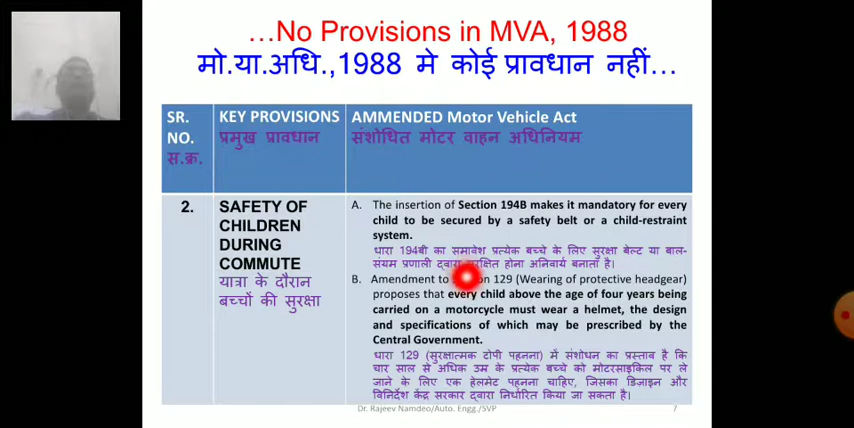 ...No Provisions in MVA, 1988
मो.या.अधि.,1988 मे कोई प्रावधान नहीं...
SR. NO.
स.क्र.
KEY PROVISIONS
प्रमुख प्रावधान
AMMENDED Motor Vehicle Act
संशोधित मोटर वाहन अधिनियम
2.
SAFETY OF
CHILDREN
DURING
COMMUTE
यात्रा के दौरान
बच्चों की सुरक्षा
A. The insertion of Section 194B makes it mandatory for every
child to be secured by a safety belt or a child-restraint
system.
धारा 194बी का समावेश प्रत्येक बच्चे के लिए सुरक्षा बेल्ट या बाल-
संयम प्रणाली द्वारा होना अनिवार्य बनाता है।
B. Amendment to 129 (Wearing of protective headgear)
proposes that every child above the age of four years being
carried on a motorcycle must wear a helmet, the design
and specifications of which may be prescribed by the
Central Government.
धारा 129 (सुरक्षात्मक टोपी पहनना) में संशोधन का प्रस्ताव है कि
चार साल से अधिक उम्र के प्रत्येक बच्चे को मोटरसाइकिल पर ले
जाने के लिए एक हेलमेट पहनना चाहिए, जिसका डिज़ाइन और
विनिर्देश केंद्र सरकार द्वारा निर्धारित किया जा सकता है।
Dr. Rajeev Namdeo/Auto. Engg./SVP
7